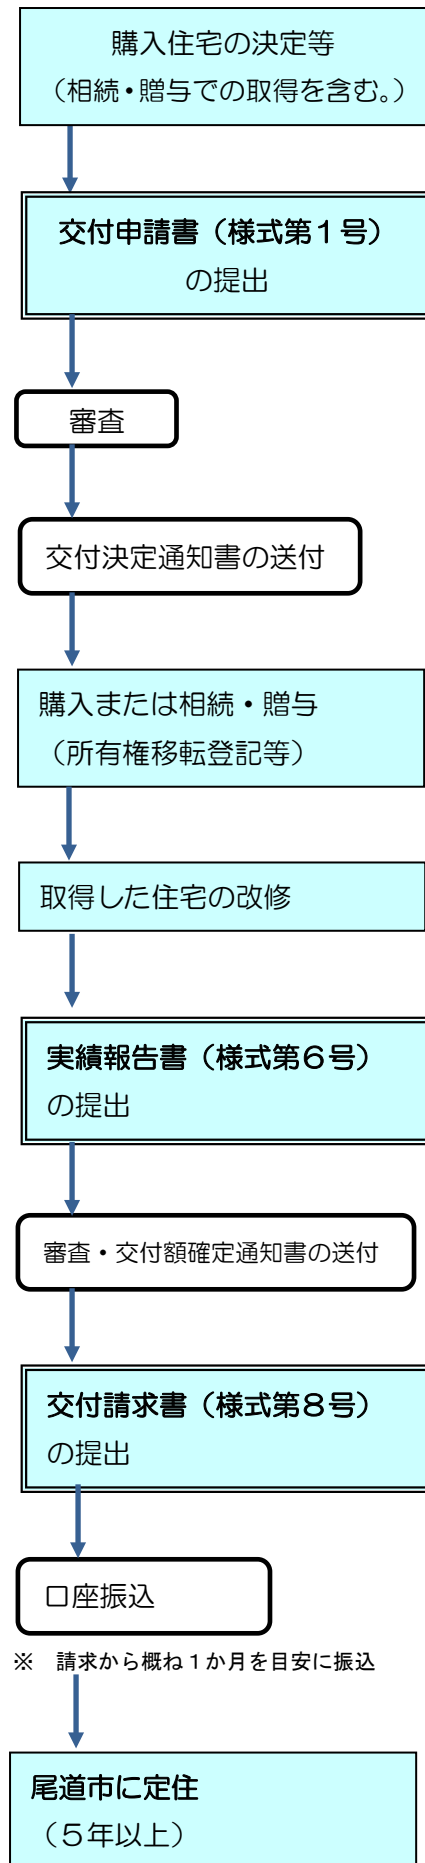 購入住宅の決定等
（相続・贈与での取得を含む。）
交付申請書（様式第１号）
の提出
審査
交付決定通知書の送付
購入または相続・贈与
（所有権移転登記等）
取得した住宅の改修
実績報告書（様式第６号）
の提出
審査・交付額確定通知書の送付
交付請求書（様式第８号）
の提出
口座振込
※　請求から概ね１か月を目安に振込
尾道市に定住
（５年以上）